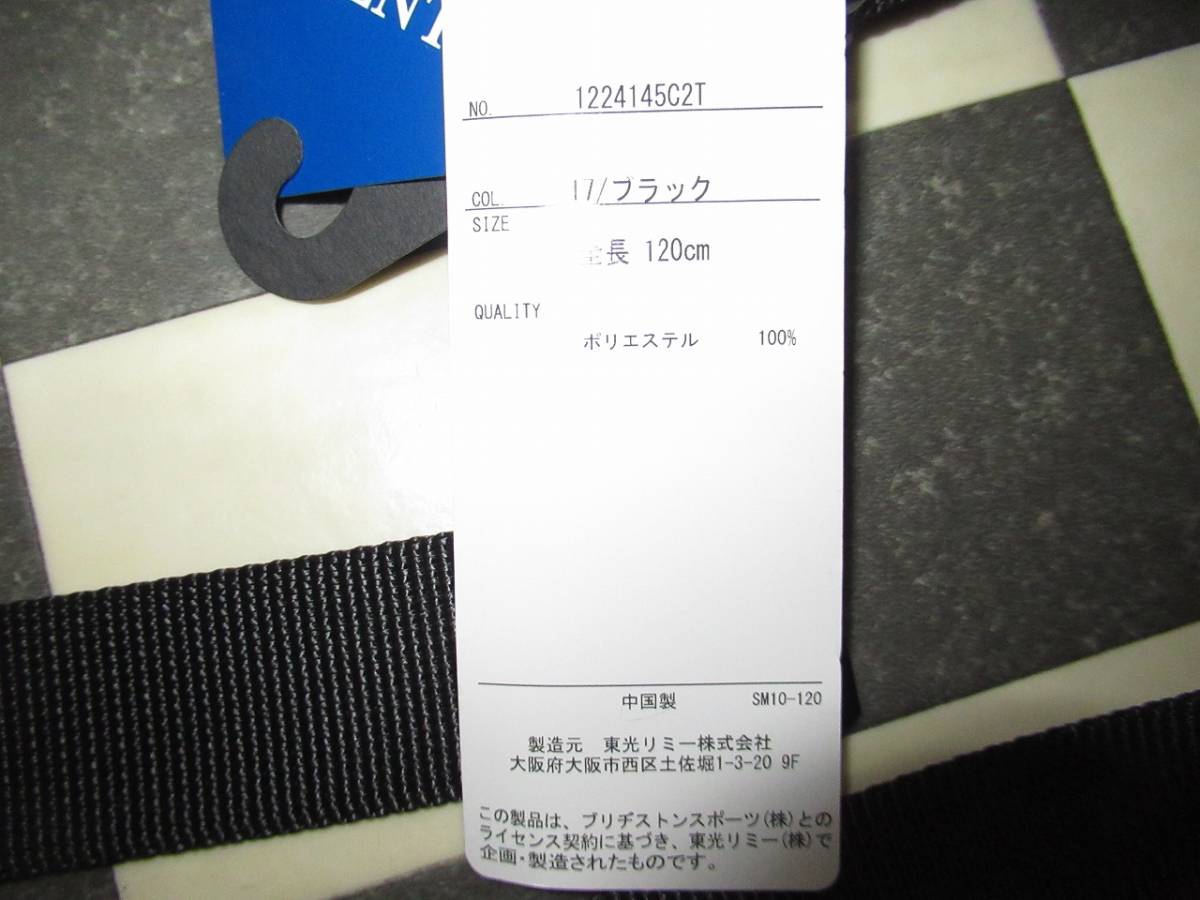 ENT
NO. 1224145C2T
COL. 17/ブラック
SIZE
全長 120cm
QUALITY
ポリエステル 100%
中国製 SM10-120
製造元 東光リミー株式会社
大阪府大阪市西区土佐堀1-3-20 9F
この製品は、ブリヂストンスポーツ(株)との
ライセンス契約に基づき、東光リミー(株)で
企画・製造されたものです。